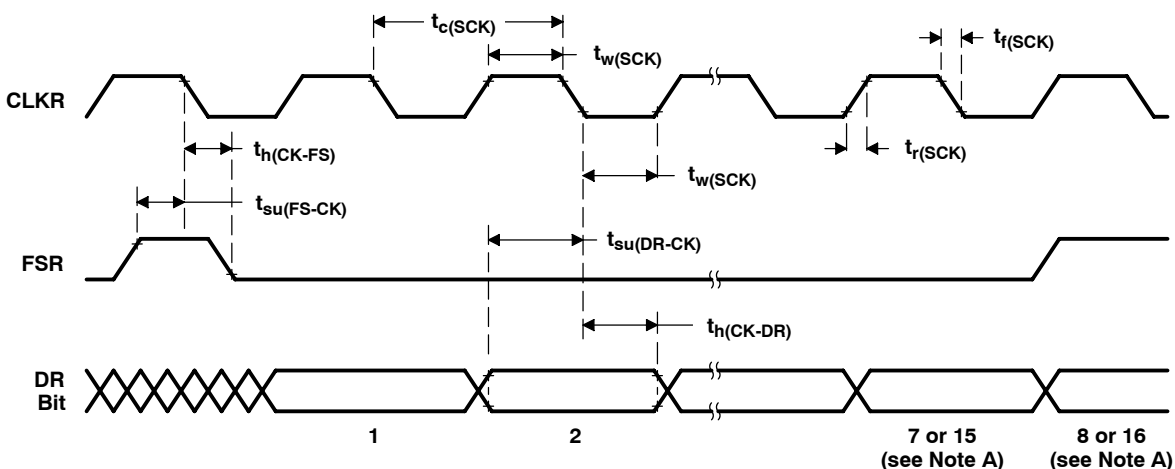 tc(SCK)
tw(SCK)
tf(SCK)
CLKR
th(CK-FS)
tr(SCK)
tw(SCK)
tsu(FS-CK)
tsu(DR-CK)
FSR
th(CK-DR)
DR
Bit
1 2 7 or 15 8 or 16
(see Note A) (see Note A)